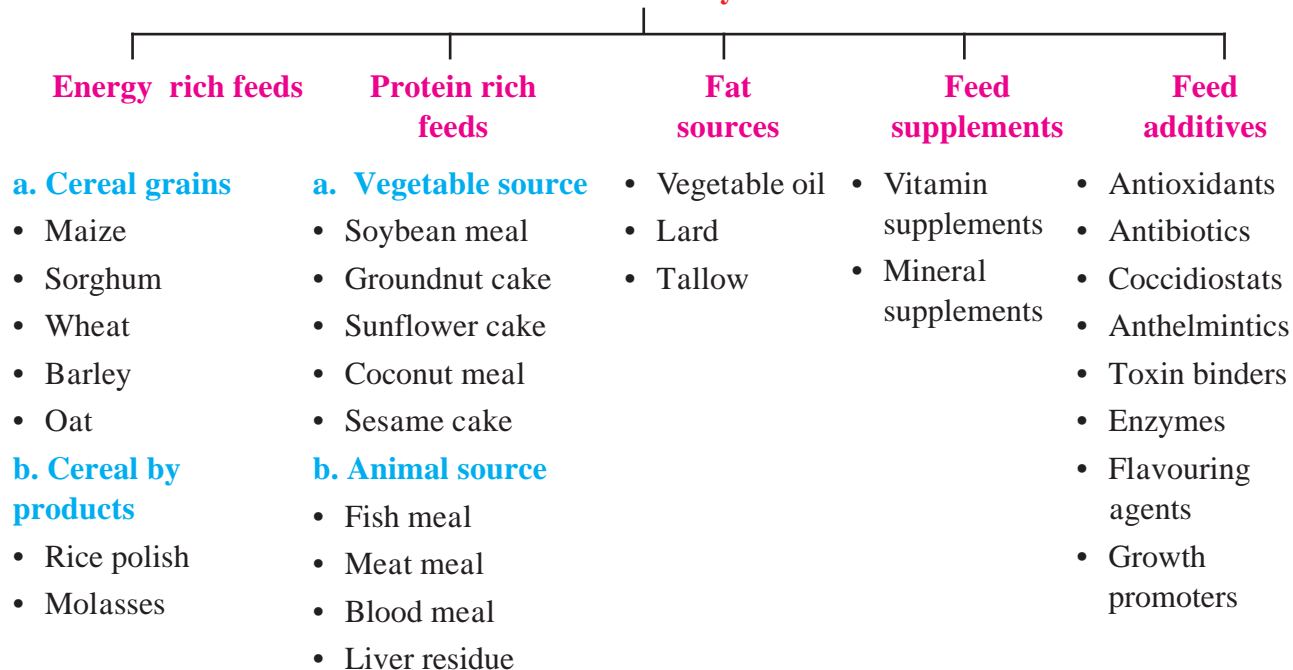 Energy rich feeds
a. Cereal grains
• Maize
• Sorghum
• Wheat
• Barley
• Oat
b. Cereal by
products
• Rice polish
• Molasses
Protein rich
feeds
a. Vegetable source
• Soybean meal
• Groundnut cake
• Sunflower cake
• Coconut meal
• Sesame cake
b. Animal source
• Fish meal
• Meat meal
• Blood meal
• Liver residue
Fat
sources
• Vegetable oil
• Lard
• Tallow
Feed
supplements
• Vitamin
supplements
• Mineral
supplements
Feed
additives
• Antioxidants
• Antibiotics
• Coccidiostats
• Anthelmintics
• Toxin binders
• Enzymes
• Flavouring
agents
• Growth
promoters